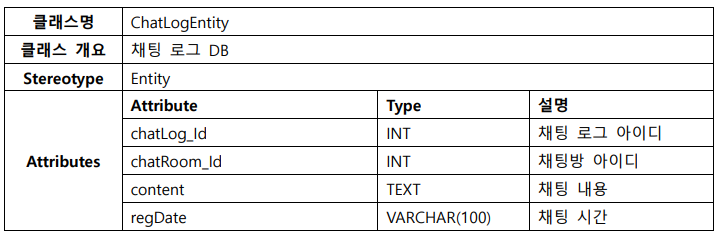 클래스명 ChatLogEntity
클래스 개요 채팅 로그 DB
Stereotype Entity
Attributes
Attribute Type 설명
chatLog_Id INT 채팅 로그 아이디
chatRoom_Id INT 채팅방 아이디
content TEXT 채팅 내용
regDate VARCHAR(100) 채팅 시간